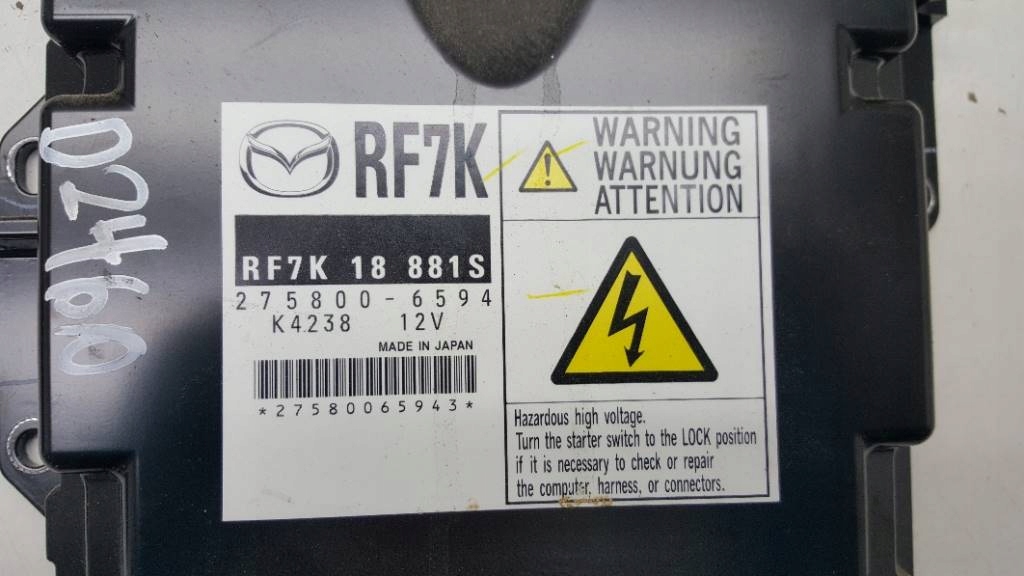 RF7K
RF7K 18 881S
275800-6594
K4238 12V
MADE IN JAPAN
*27580065943*
WARNING
WARNUNG
ATTENTION
Hazardous high voltage.
Turn the starter switch to the LOCK position
if it is necessary to check or repair
the computer, harness, or connectors.
D2490